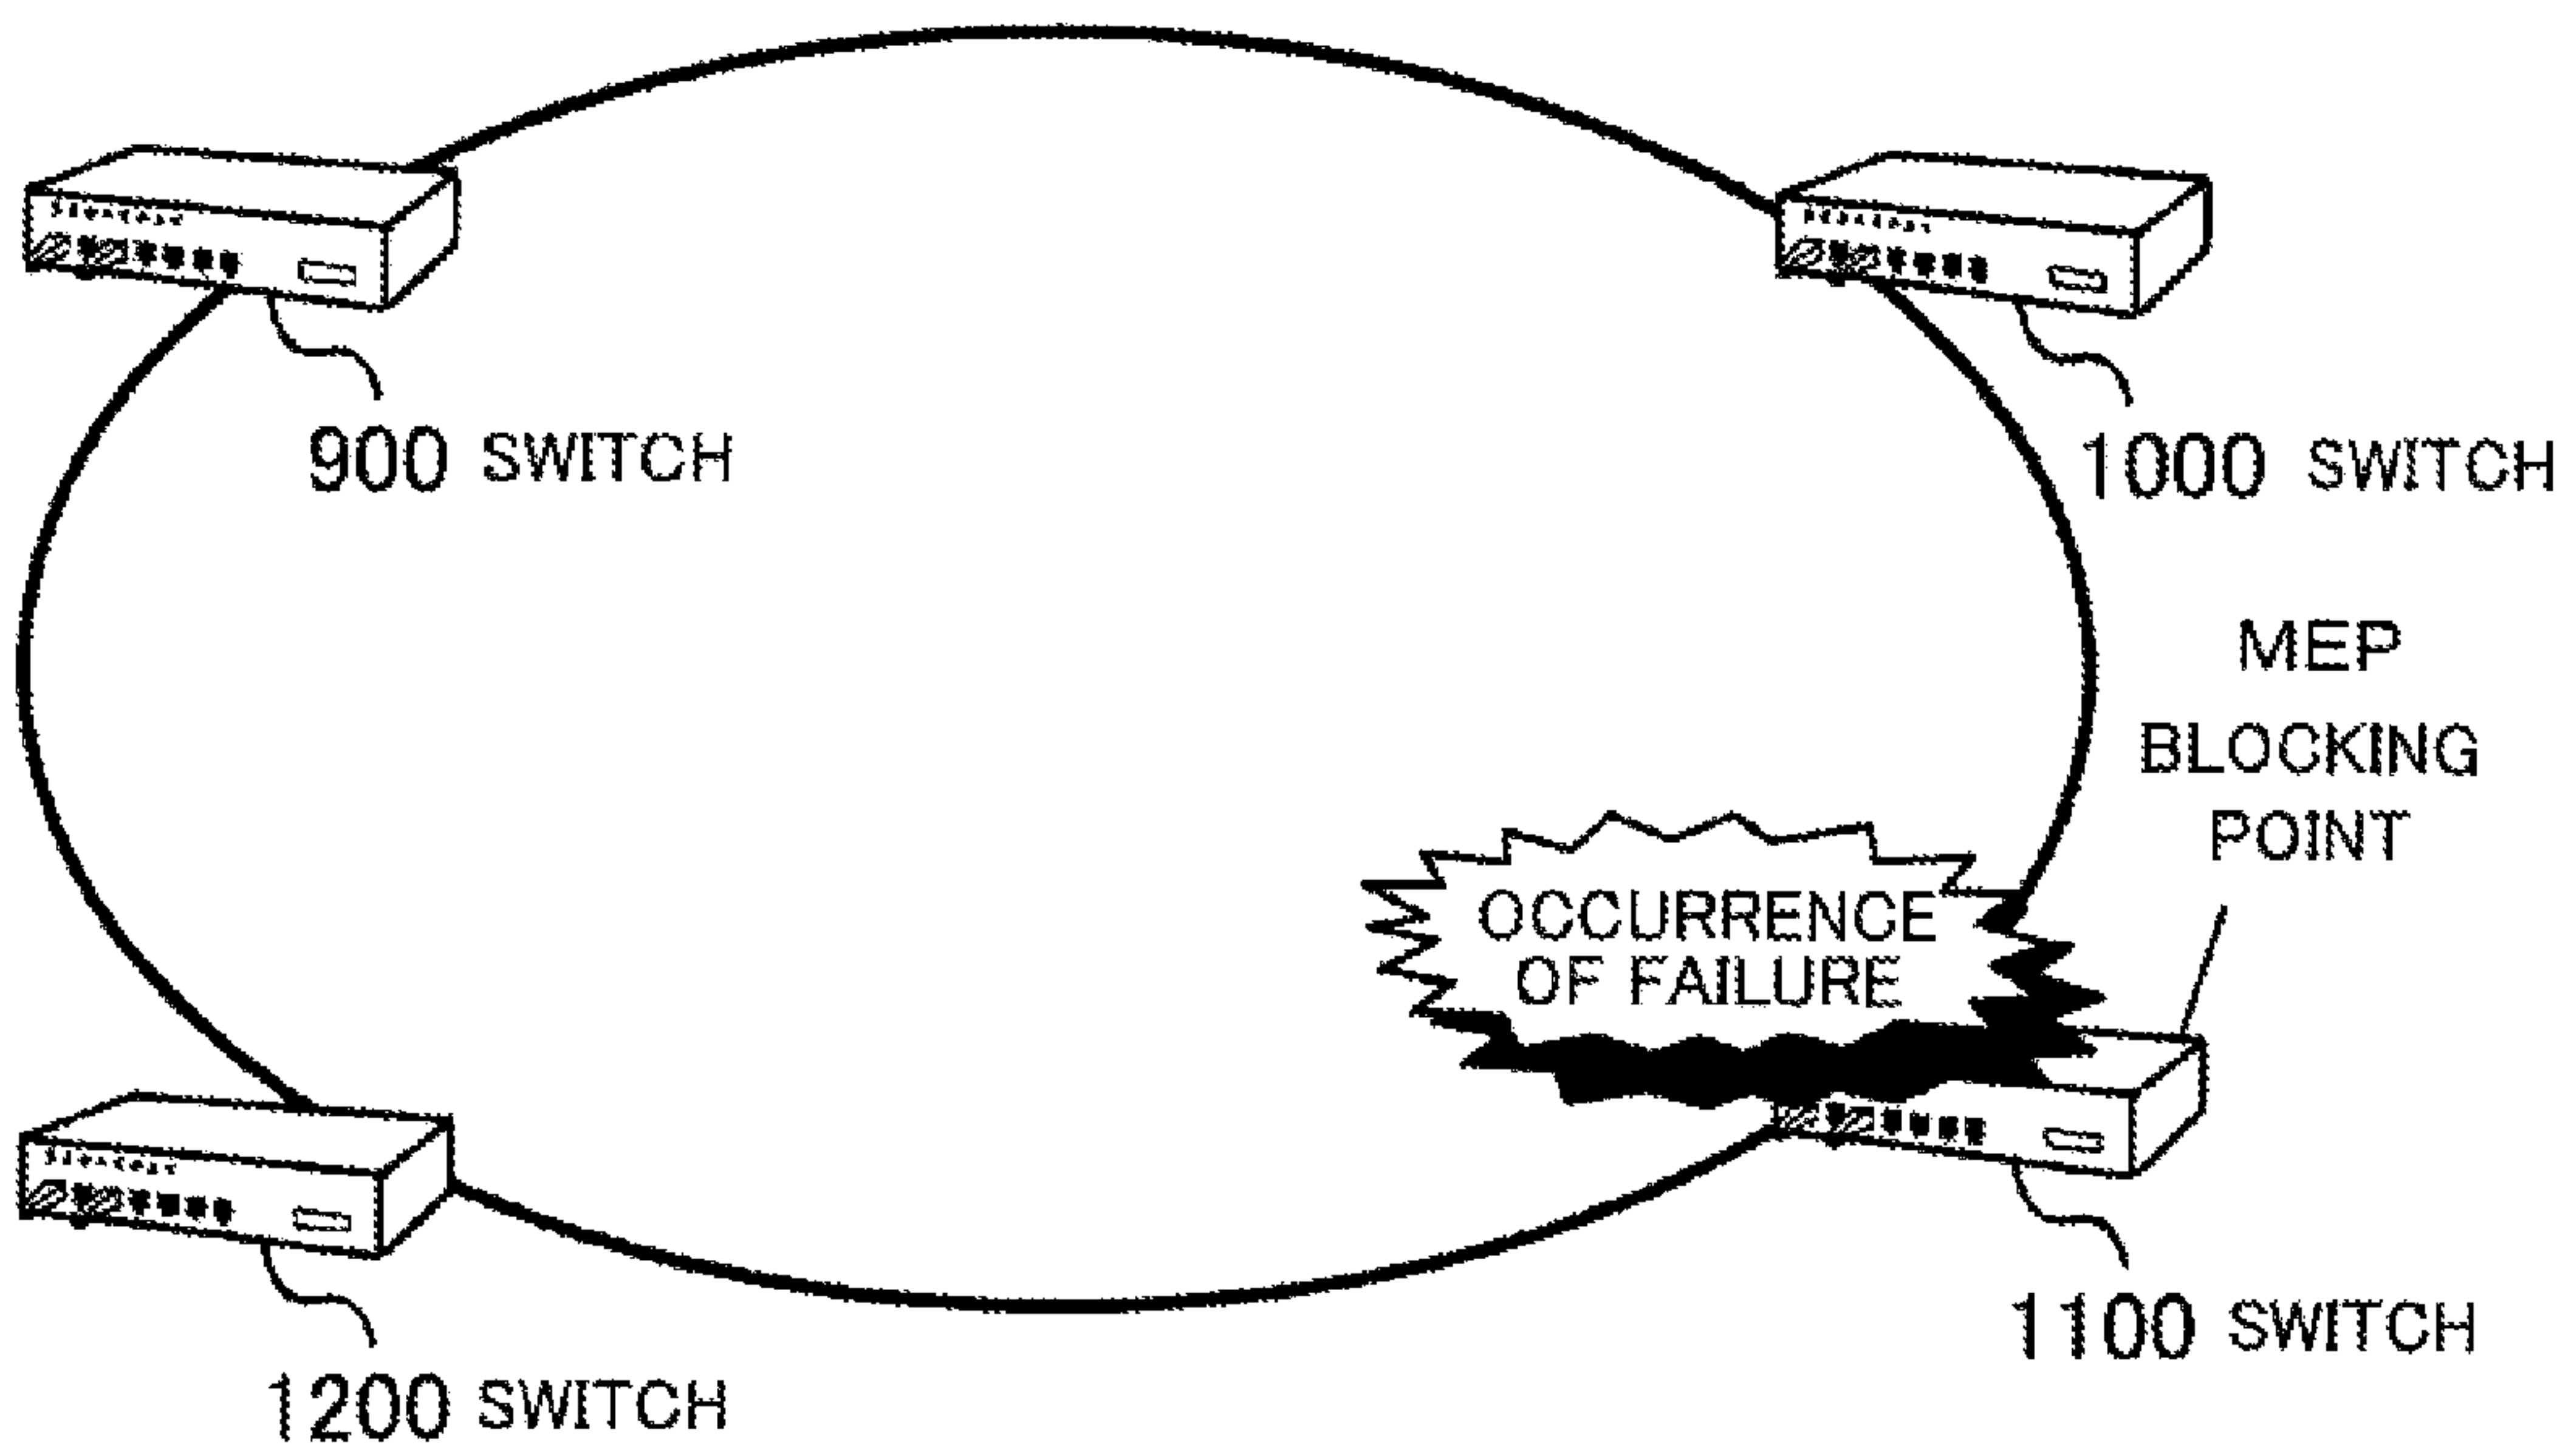 900 SWITCH
1000 SWITCH
MEP
BLOCKING
POINT
OCCURRENCE
OF FAILURE
1100 SWITCH
1200 SWITCH